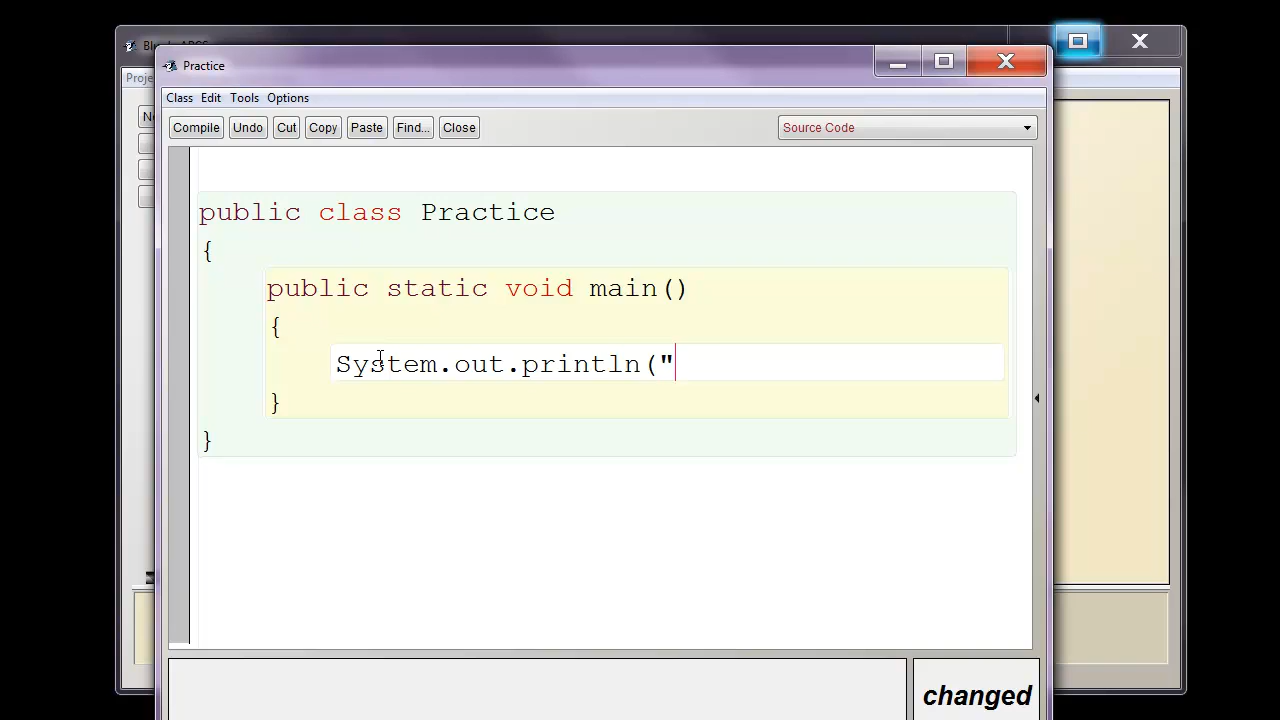 Practice
Proje
Class Edit Tools Options
Compile Undo Cut Copy Paste Find... Close Source Code
public class Practice
{
public static void main()
{
System.out.println("
}
}
changed